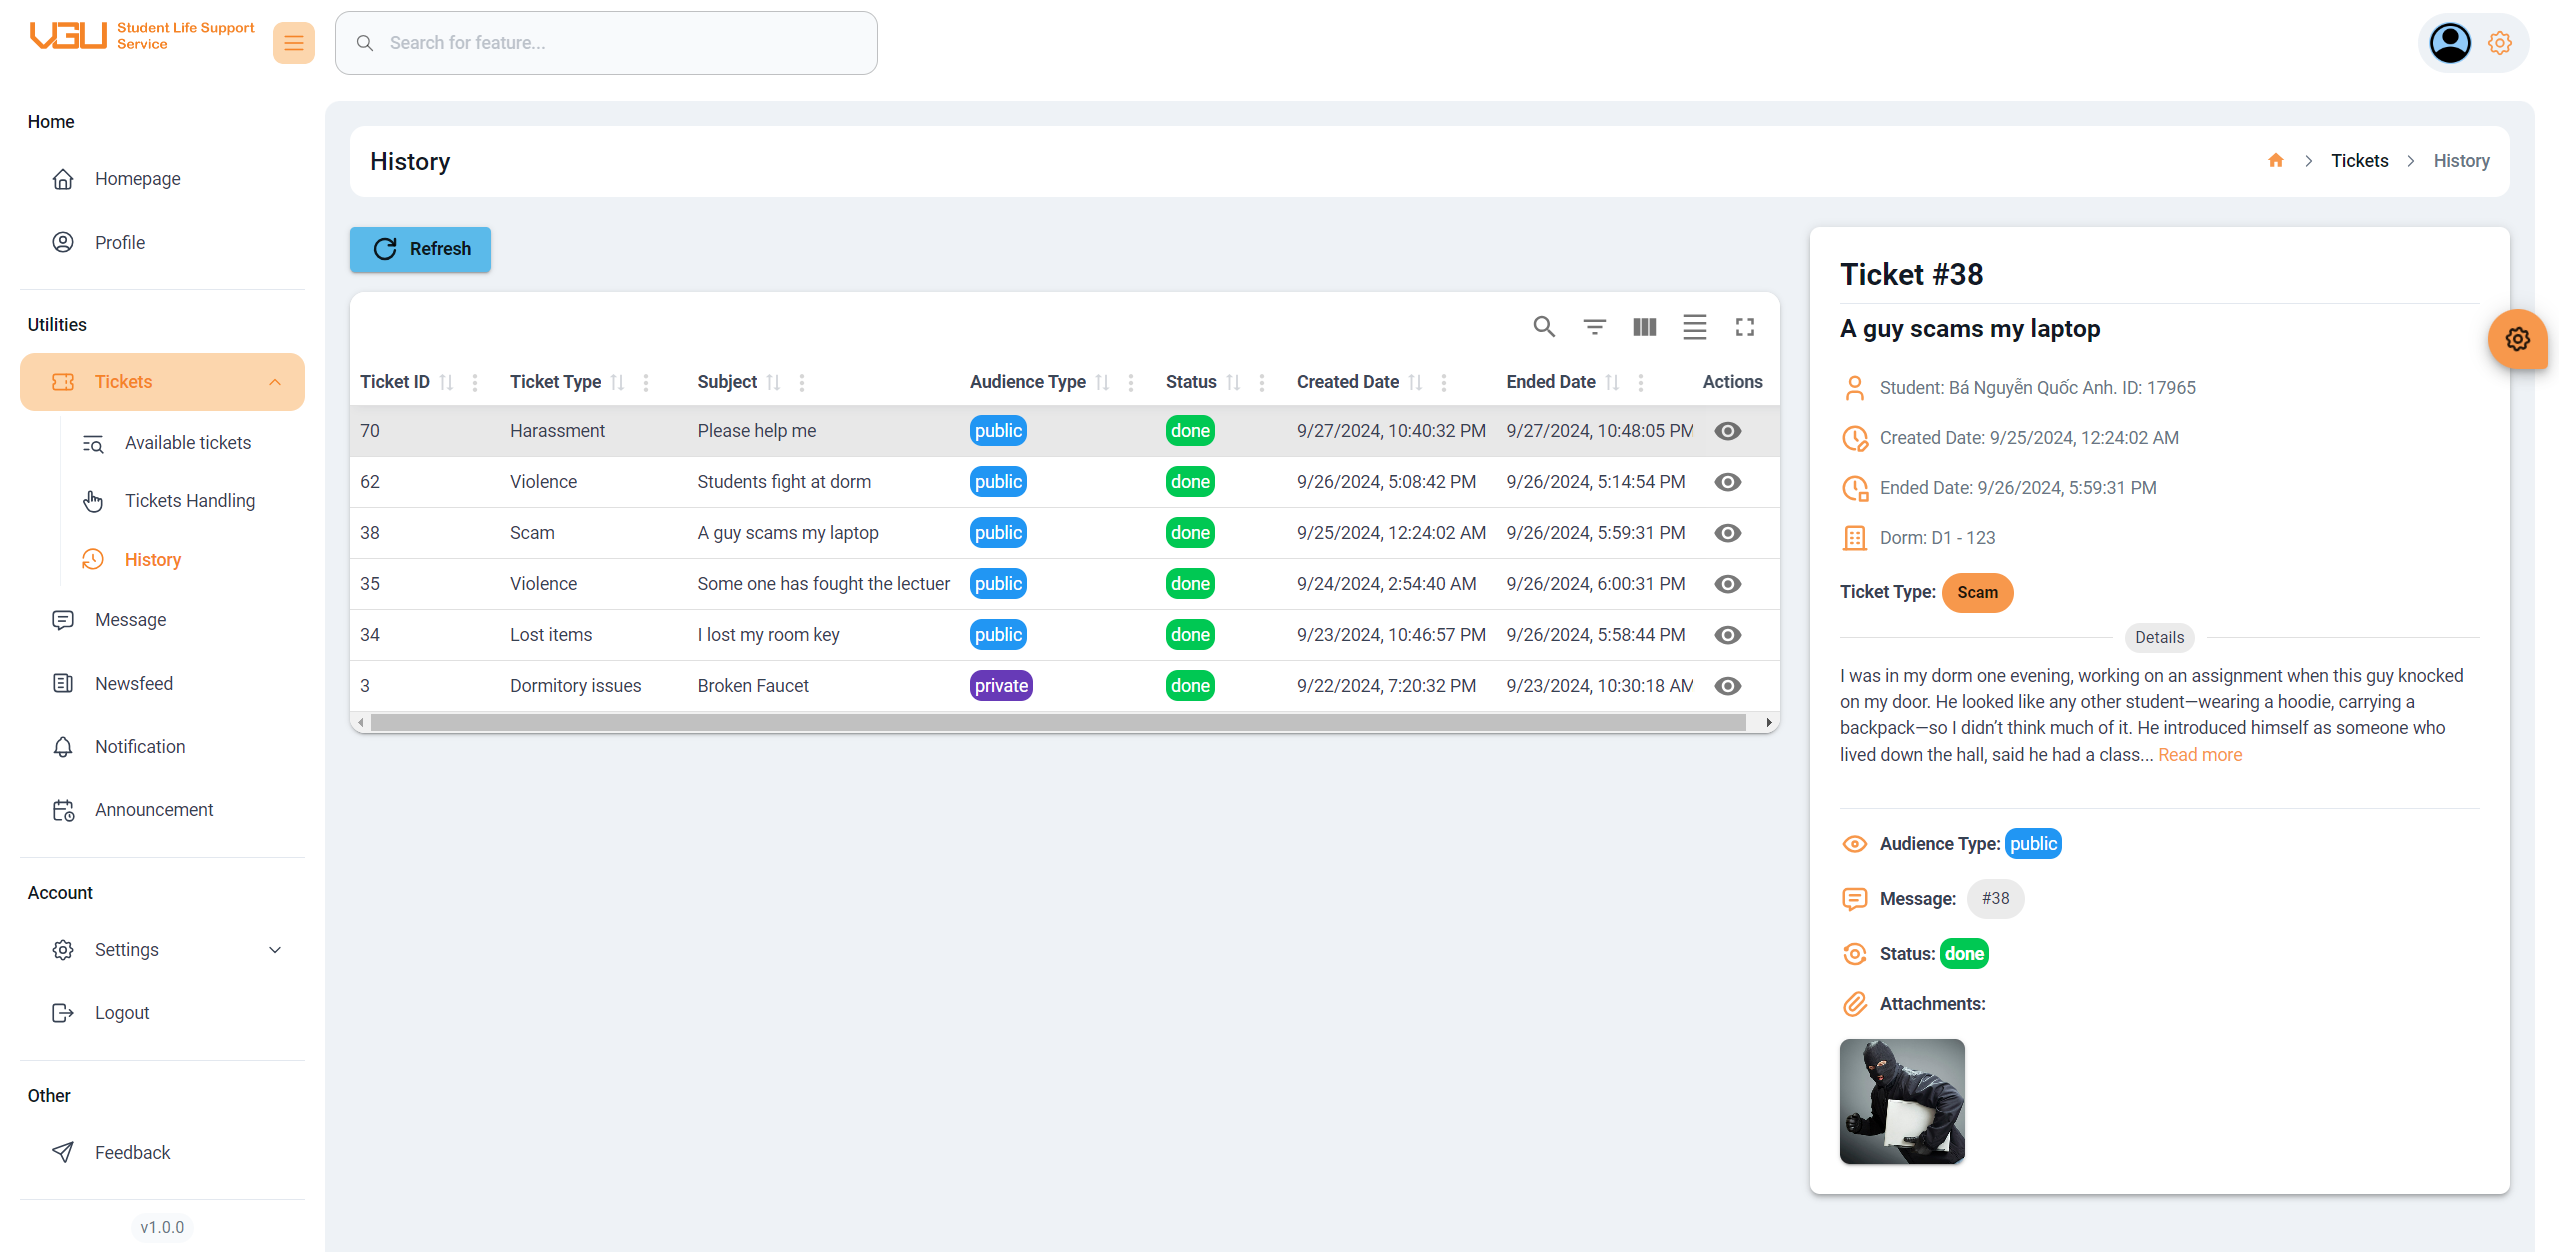 VGU Student Life Support
Service
Search for feature...
Home
Homepage
Profile
Utilities
Tickets
Available tickets
Tickets Handling
History
Message
Newsfeed
Notification
Announcement
Account
Settings
Logout
Other
Feedback
v1.0.0
History
Tickets > History
Refresh
Ticket ID Ticket Type Subject Audience Type Status Created Date Ended Date Actions
70 Harassment Please help me public done 9/27/2024, 10:40:32 PM 9/27/2024, 10:48:05 PM
62 Violence Students fight at dorm public done 9/26/2024, 5:08:42 PM 9/26/2024, 5:14:54 PM
38 Scam A guy scams my laptop public done 9/25/2024, 12:24:02 AM 9/26/2024, 5:59:31 PM
35 Violence Some one has fought the lectuer public done 9/24/2024, 2:54:40 AM 9/26/2024, 6:00:31 PM
34 Lost items I lost my room key public done 9/23/2024, 10:46:57 PM 9/26/2024, 5:58:44 PM
3 Dormitory issues Broken Faucet private done 9/22/2024, 7:20:32 PM 9/23/2024, 10:30:18 AM
Ticket #38
A guy scams my laptop
Student: Bá Nguyễn Quốc Anh. ID: 17965
Created Date: 9/25/2024, 12:24:02 AM
Ended Date: 9/26/2024, 5:59:31 PM
Dorm: D1 - 123
Ticket Type: Scam
Details
I was in my dorm one evening, working on an assignment when this guy knocked
on my door. He looked like any other student—wearing a hoodie, carrying a
backpack—so I didn’t think much of it. He introduced himself as someone who
lived down the hall, said he had a class... Read more
Audience Type: public
Message: #38
Status: done
Attachments: